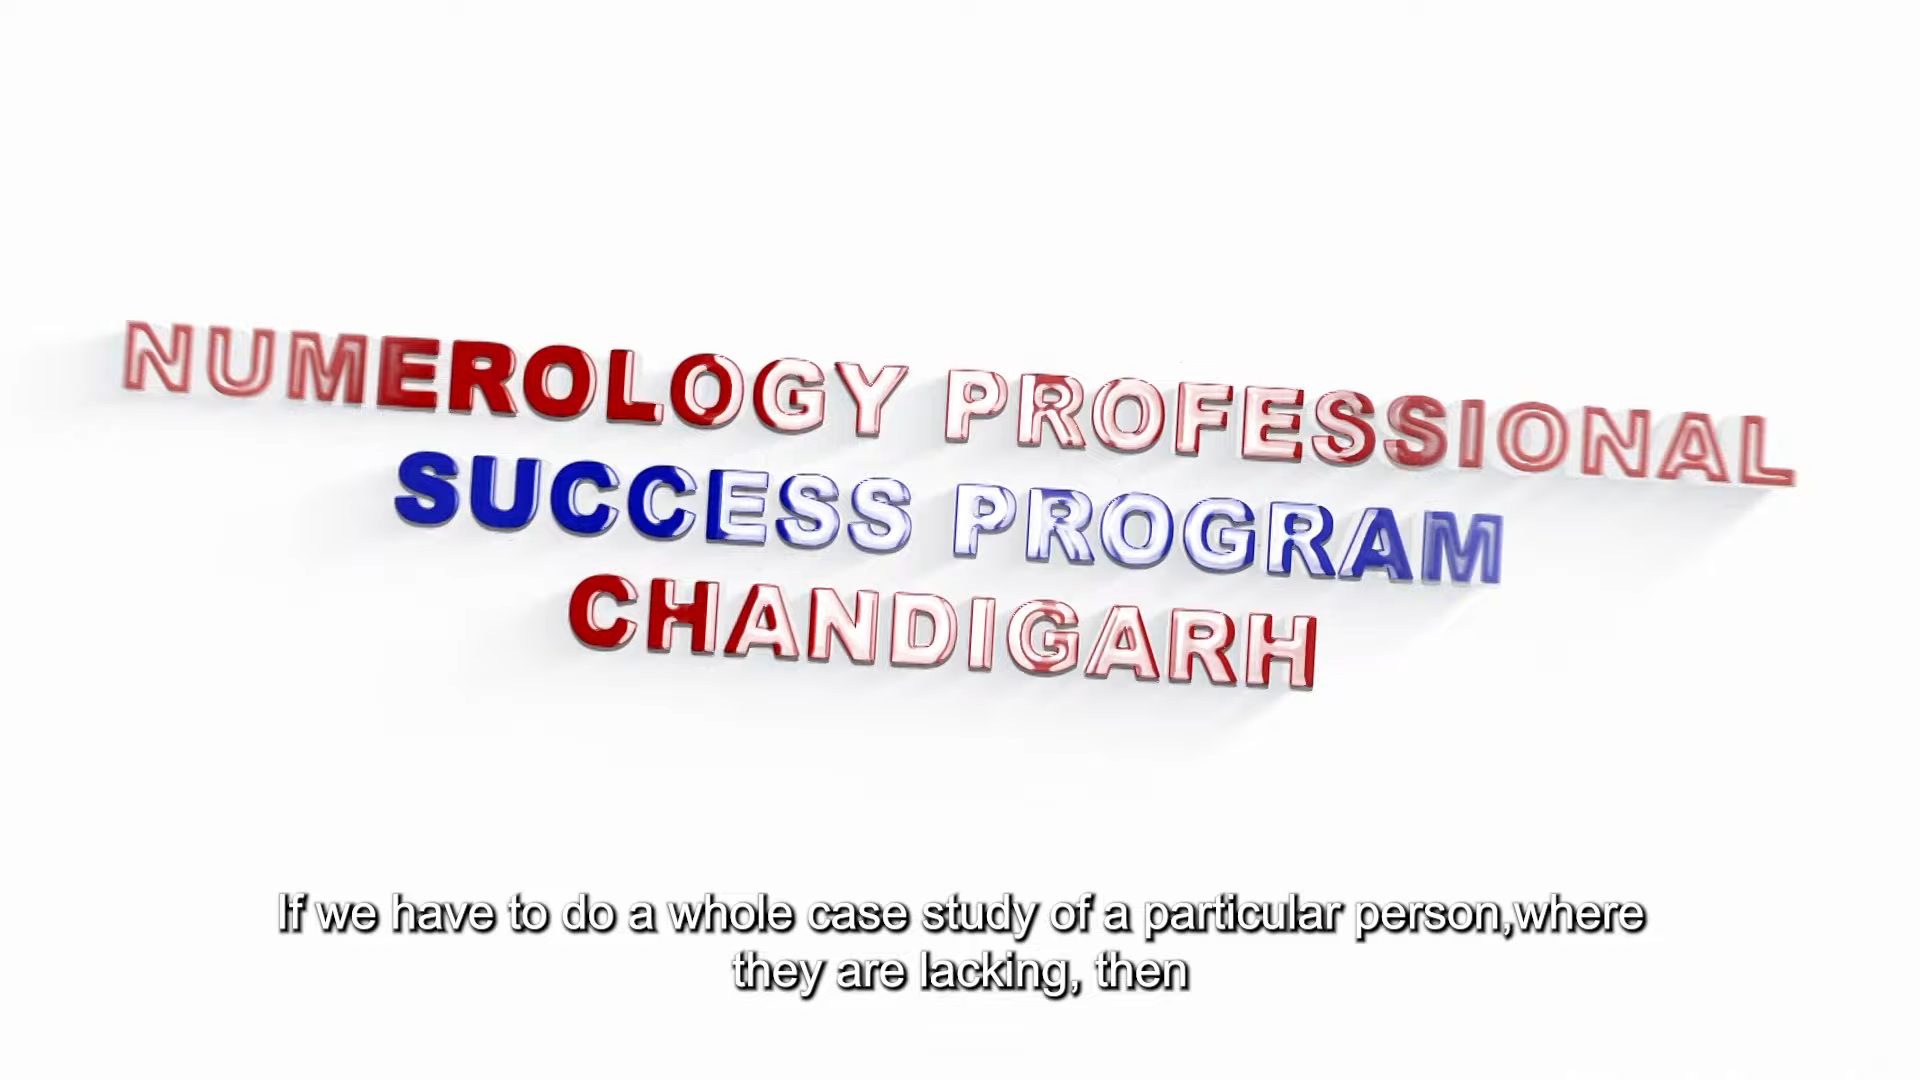 NUMEROLOGY PROFESSIONAL
SUCCESS PROGRAM
CHANDIGARH
If we have to do a whole case study of a particular person,where
they are lacking, then